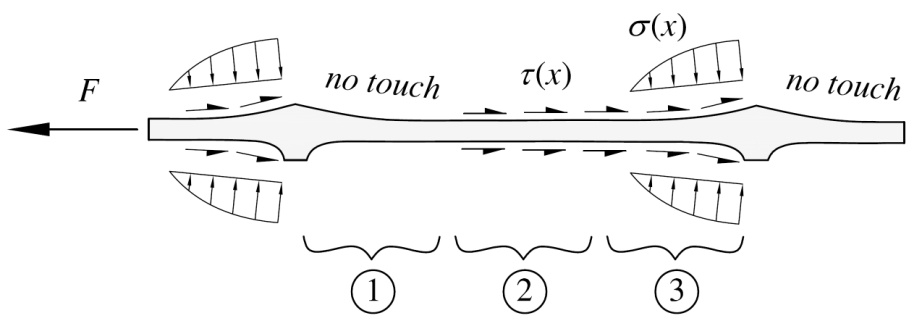 σ(x)
F
no touch
τ(x)
no touch
1
2
3